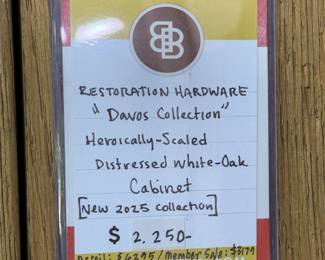 RESTORATION HARDWARE
"Davos Collection"
Heroically-Scaled
Distressed White-Oak
Cabinet
[New 2025 collection]
$ 2,250-
Retail: $6295 / Member Sale: $3179